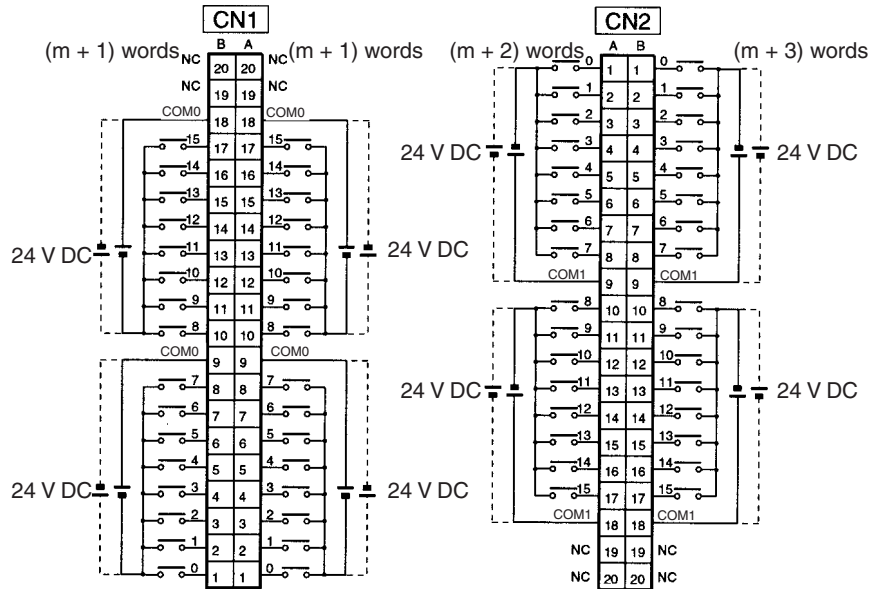 CN1
B A
(m + 1) words (m + 1) words
NC 20 20 NC
NC 19 19 NC
COM0 18 18 COM0
15 17 17 15
14 16 16 14
13 15 15 13
12 14 14 12
24 V DC 11 13 13 11 24 V DC
10 12 12 10
9 11 11 9
8 10 10 8
COM0 9 9 COM0
7 8 8 7
6 7 7 6
5 6 6 5
4 5 5 4
24 V DC 3 4 4 3 24 V DC
2 3 3 2
1 2 2 1
0 1 1 0
CN2
A B
(m + 2) words (m + 3) words
0 1 1 0
1 2 2 1
2 3 3 2
24 V DC 3 4 4 3 24 V DC
4 5 5 4
5 6 6 5
6 7 7 6
7 8 8 7
COM1 9 9 COM1
8 10 10 8
9 11 11 9
10 12 12 10
24 V DC 11 13 13 11 24 V DC
12 14 14 12
13 15 15 13
14 16 16 14
15 17 17 15
COM1 18 18 COM1
NC 19 19 NC
NC 20 20 NC